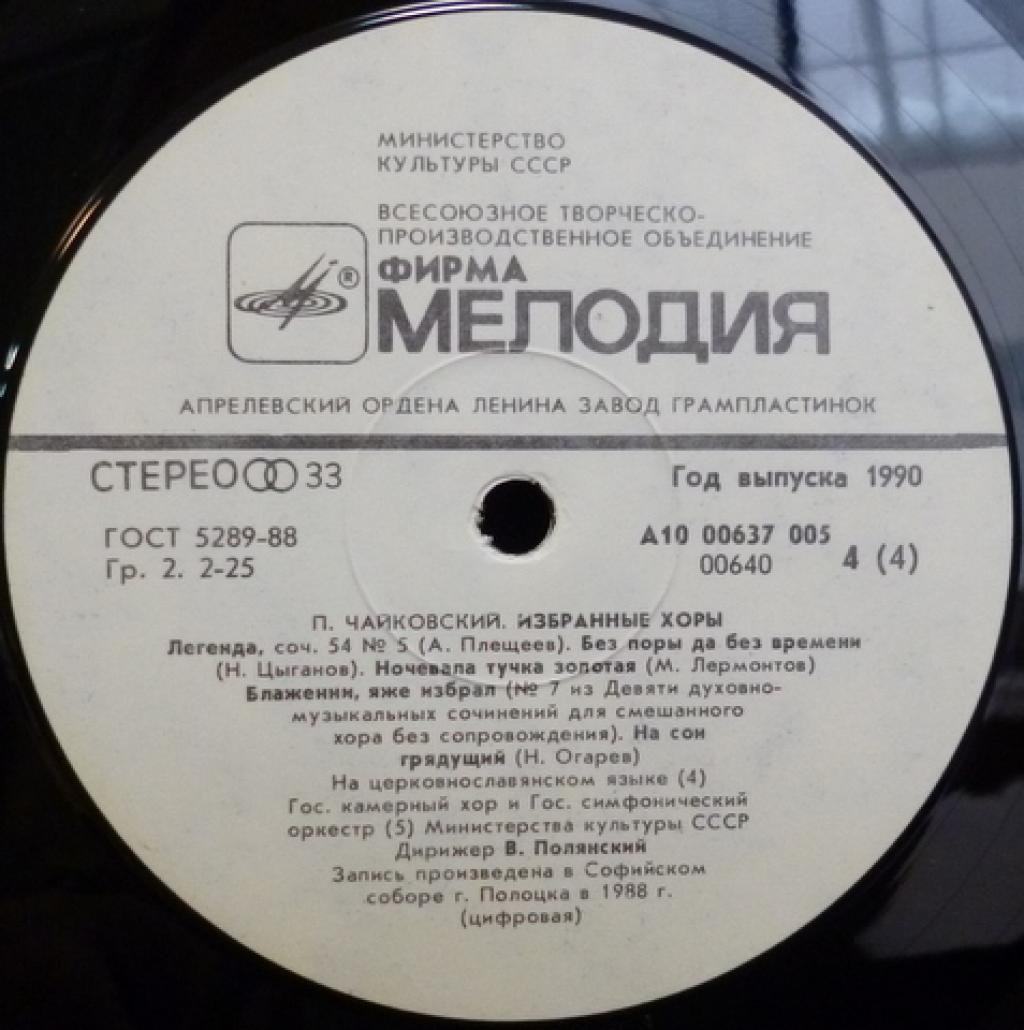 МИНИСТЕРСТВО
КУЛЬТУРЫ СССР
ВСЕСОЮЗНОЕ ТВОРЧЕСКО-
ПРОИЗВОДСТВЕННОЕ ОБЪЕДИНЕНИЕ
®
ФИРМА
МЕЛОДИЯ
АПРЕЛЕВСКИЙ ОРДЕНА ЛЕНИНА ЗАВОД ГРАМПЛАСТИНОК
СТЕРЕО 33
Год выпуска 1990
ГОСТ 5289-88
Гр. 2. 2-25
А10 00637 005
00640
4 (4)
П. ЧАЙКОВСКИЙ. ИЗБРАННЫЕ ХОРЫ
Легенда, соч. 54 № 5 (А. Плещеев). Без поры да без времени
(Н. Цыганов). Ночевала тучка золотая (М. Лермонтов)
Блаженни, яже избрал (№ 7 из Девяти духовно-
музыкальных сочинений для смешанного
хора без сопровождения). На сон
грядущий (Н. Огарев)
На церковнославянском языке (4)
Гос. камерный хор и Гос. симфонический
оркестр (5) Министерства культуры СССР
Дирижер В. Полянский
Запись произведена в Софийском
соборе г. Полоцка в 1988 г.
(цифровая)